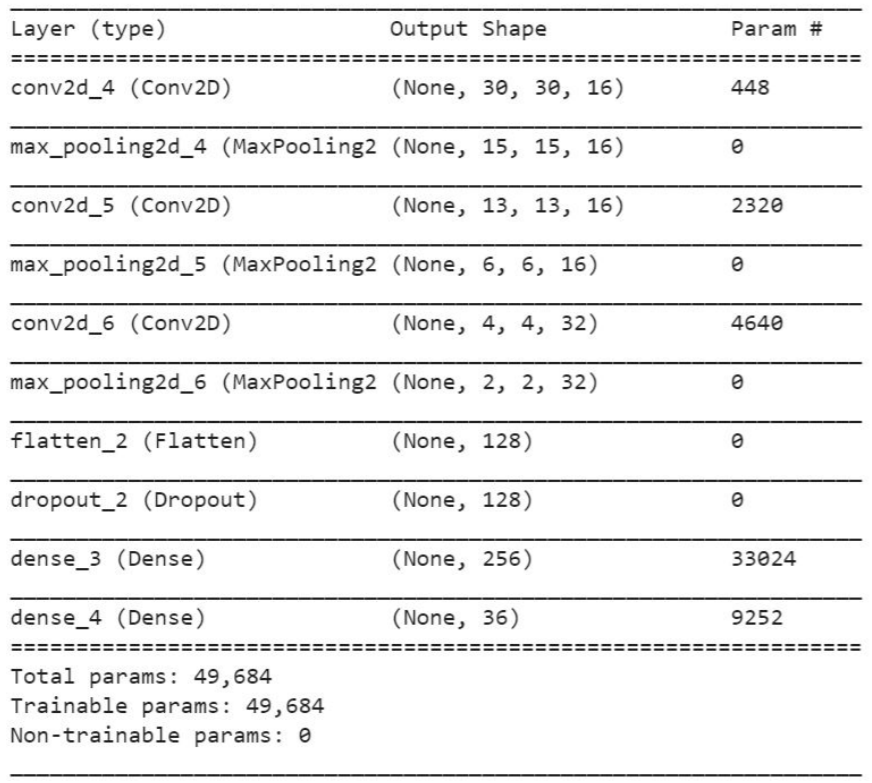 Layer (type) Output Shape Param #
conv2d_4 (Conv2D) (None, 30, 30, 16) 448
max_pooling2d_4 (MaxPooling2 (None, 15, 15, 16) 0
conv2d_5 (Conv2D) (None, 13, 13, 16) 2320
max_pooling2d_5 (MaxPooling2 (None, 6, 6, 16) 0
conv2d_6 (Conv2D) (None, 4, 4, 32) 4640
max_pooling2d_6 (MaxPooling2 (None, 2, 2, 32) 0
flatten_2 (Flatten) (None, 128) 0
dropout_2 (Dropout) (None, 128) 0
dense_3 (Dense) (None, 256) 33024
dense_4 (Dense) (None, 36) 9252
Total params: 49,684
Trainable params: 49,684
Non-trainable params: 0